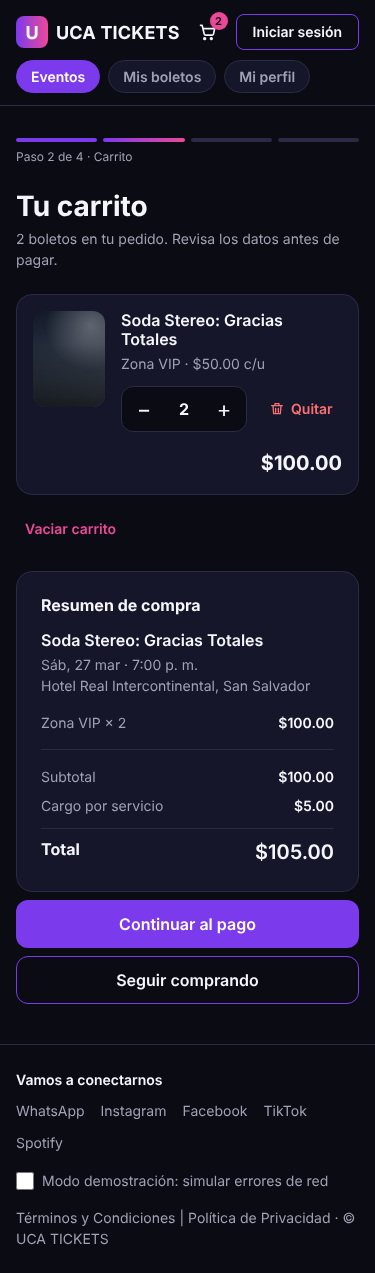 U UCA TICKETS 2 Iniciar sesión
Eventos Mis boletos Mi perfil
Paso 2 de 4 · Carrito
Tu carrito
2 boletos en tu pedido. Revisa los datos antes de
pagar.
Soda Stereo: Gracias
Totales
Zona VIP · $50.00 c/u
− 2 + Quitar
$100.00
Vaciar carrito
Resumen de compra
Soda Stereo: Gracias Totales
Sáb, 27 mar · 7:00 p. m.
Hotel Real Intercontinental, San Salvador
Zona VIP × 2 $100.00
Subtotal $100.00
Cargo por servicio $5.00
Total $105.00
Continuar al pago
Seguir comprando
Vamos a conectarnos
WhatsApp Instagram Facebook TikTok
Spotify
Modo demostración: simular errores de red
Términos y Condiciones | Política de Privacidad · ©
UCA TICKETS